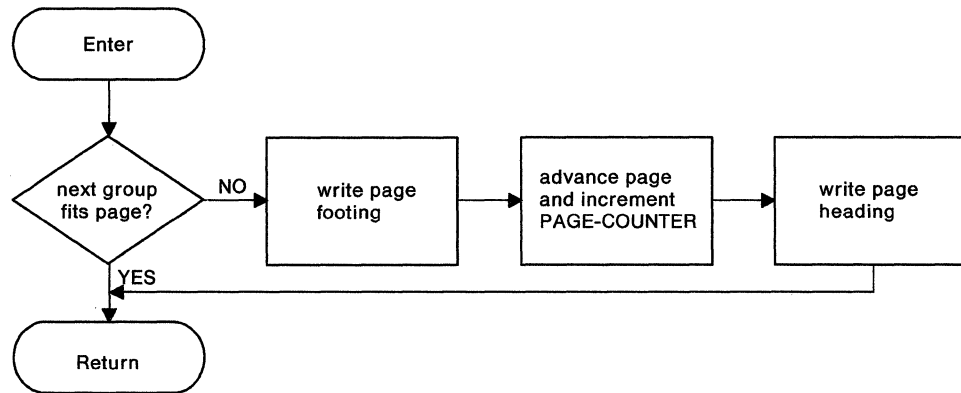 Enter
next group
fits page?
NO
write page
footing
advance page
and increment
PAGE-COUNTER
write page
heading
YES
Return